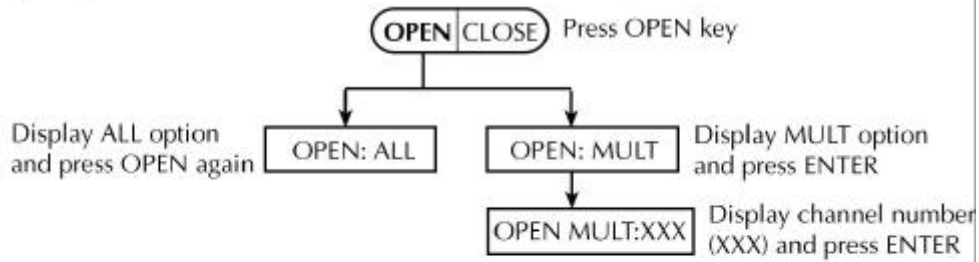 OPEN CLOSE Press OPEN key
Display ALL option
and press OPEN again
OPEN: ALL
OPEN: MULT
Display MULT option
and press ENTER
OPEN MULT:XXX
Display channel number
(XXX) and press ENTER